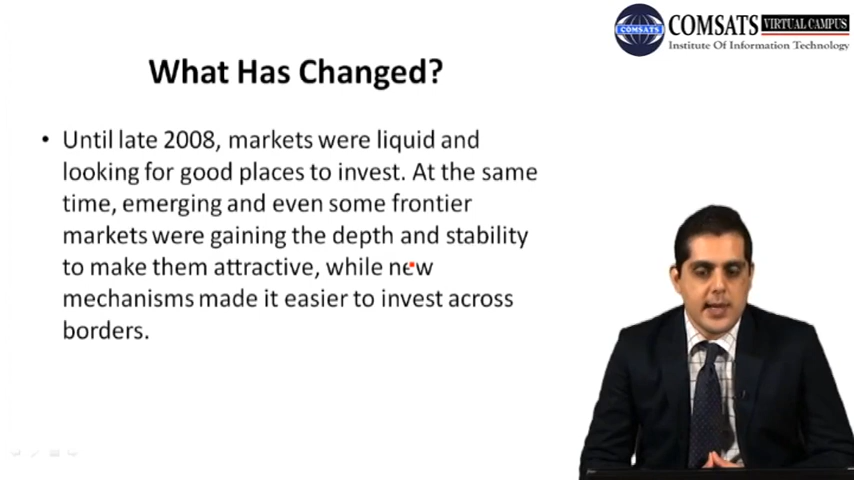 COMSATS VIRTUAL CAMPUS
COMSATS
Institute Of Information Technology
What Has Changed?
• Until late 2008, markets were liquid and
looking for good places to invest. At the same
time, emerging and even some frontier
markets were gaining the depth and stability
to make them attractive, while new
mechanisms made it easier to invest across
borders.